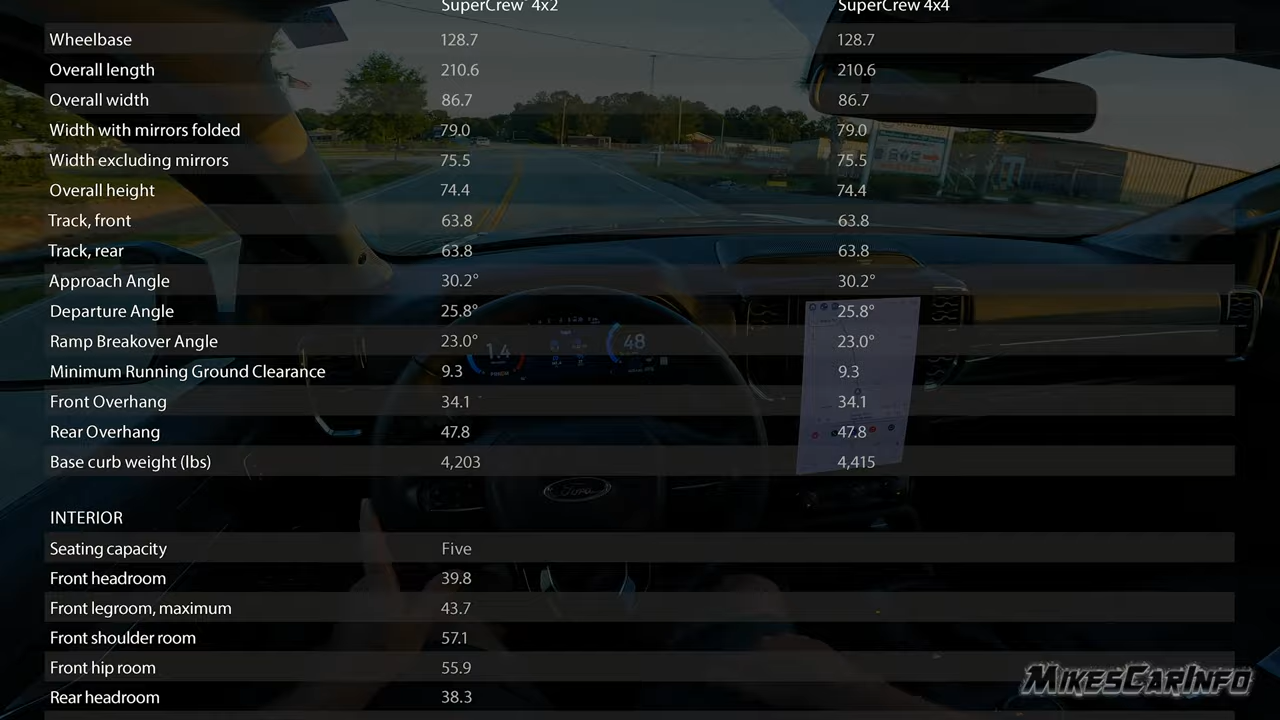 SuperCrew® 4x2 SuperCrew 4x4
Wheelbase 128.7 128.7
Overall length 210.6 210.6
Overall width 86.7 86.7
Width with mirrors folded 79.0 79.0
Width excluding mirrors 75.5 75.5
Overall height 74.4 74.4
Track, front 63.8 63.8
Track, rear 63.8 63.8
Approach Angle 30.2° 30.2°
Departure Angle 25.8° 25.8°
Ramp Breakover Angle 23.0° 23.0°
1.4 48
Minimum Running Ground Clearance 9.3 9.3
Front Overhang 34.1 34.1
Rear Overhang 47.8 47.8
Base curb weight (lbs) 4,203 4,415
Ford
INTERIOR
Seating capacity Five
Front headroom 39.8
Front legroom, maximum 43.7
Front shoulder room 57.1
Front hip room 55.9
Rear headroom 38.3
MIKESCARINFO